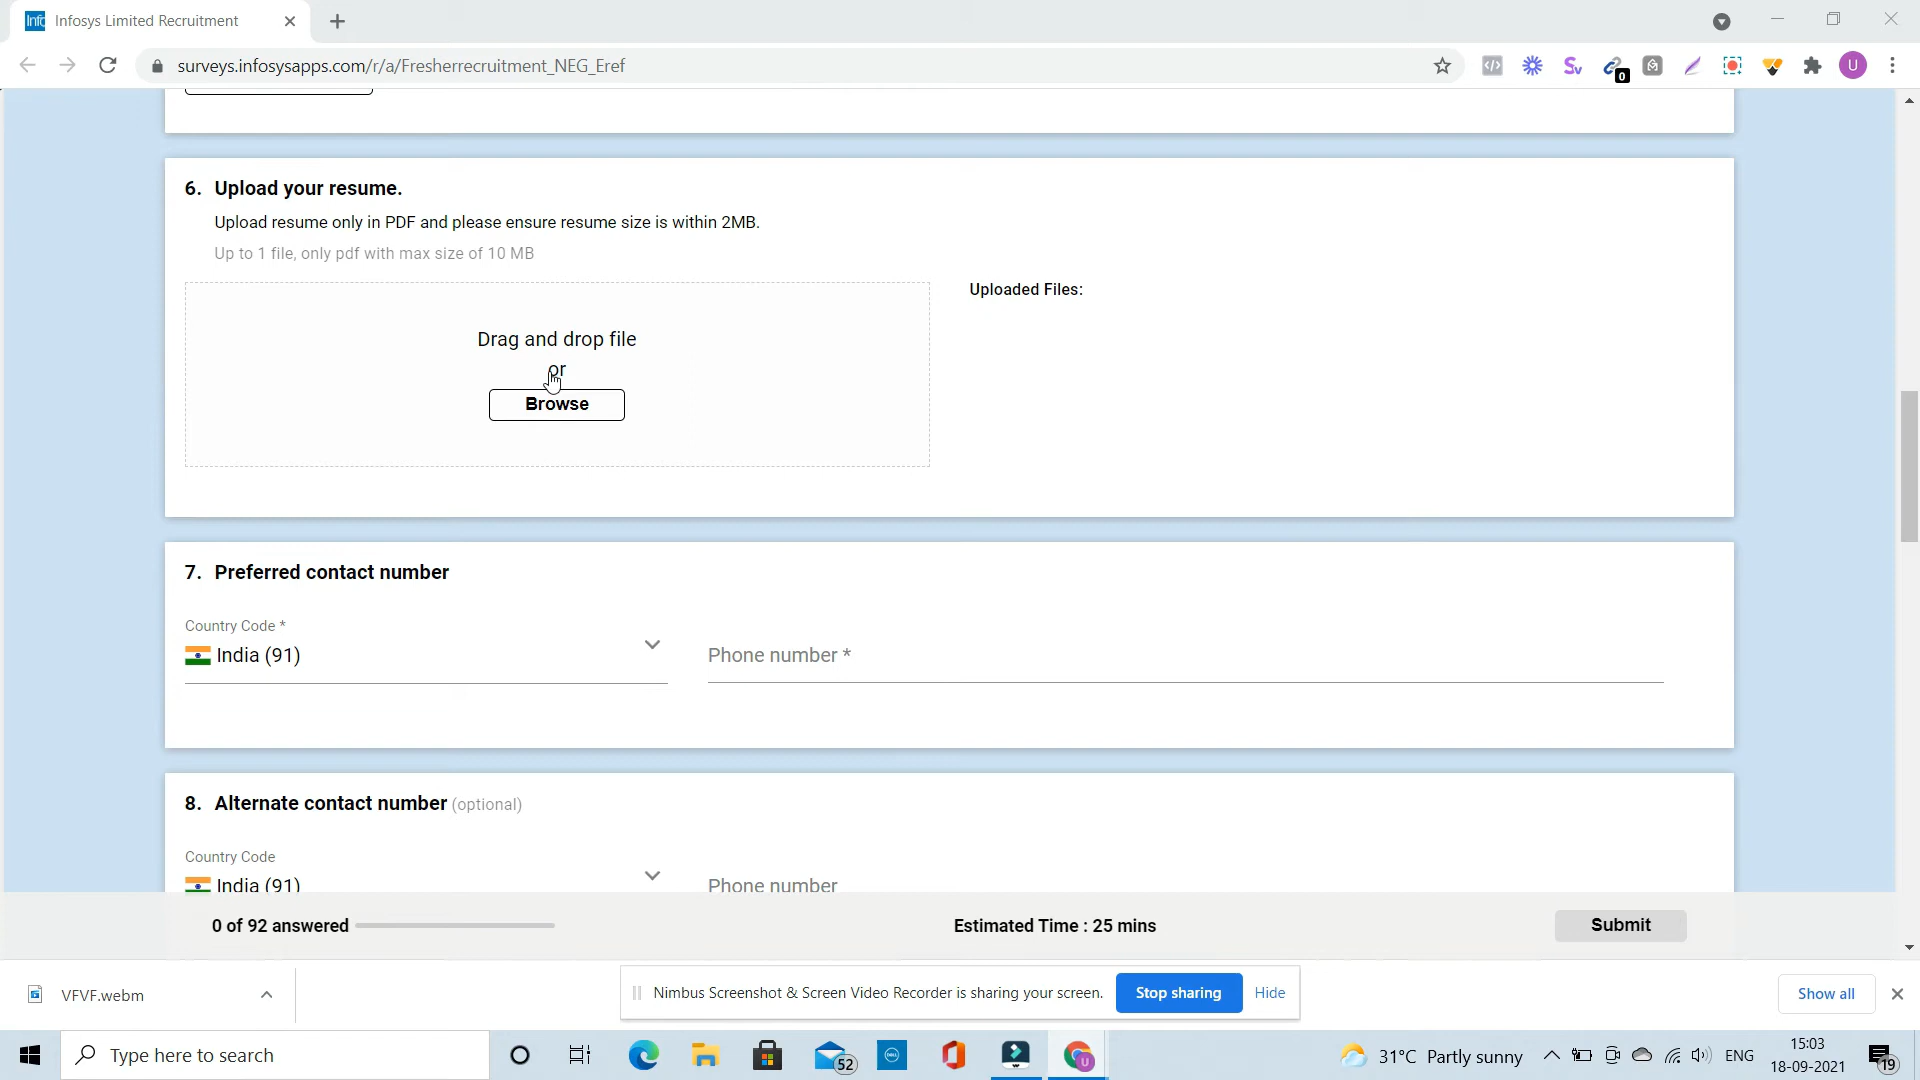 Infosys Limited Recruitment
surveys.infosysapps.com/r/a/Fresherrecruitment_NEG_Eref
0
U
6. Upload your resume.
Upload resume only in PDF and please ensure resume size is within 2MB.
Up to 1 file, only pdf with max size of 10 MB
Drag and drop file
or
Browse
Uploaded Files:
7. Preferred contact number
Country Code *
India (91)
Phone number *
8. Alternate contact number (optional)
Country Code
India (91)
Phone number
0 of 92 answered
Estimated Time : 25 mins
Submit
VFVF.webm
Nimbus Screenshot & Screen Video Recorder is sharing your screen.
Stop sharing
Hide
Show all
Type here to search
52
DELL
U
31°C Partly sunny
ENG
15:03
18-09-2021
19